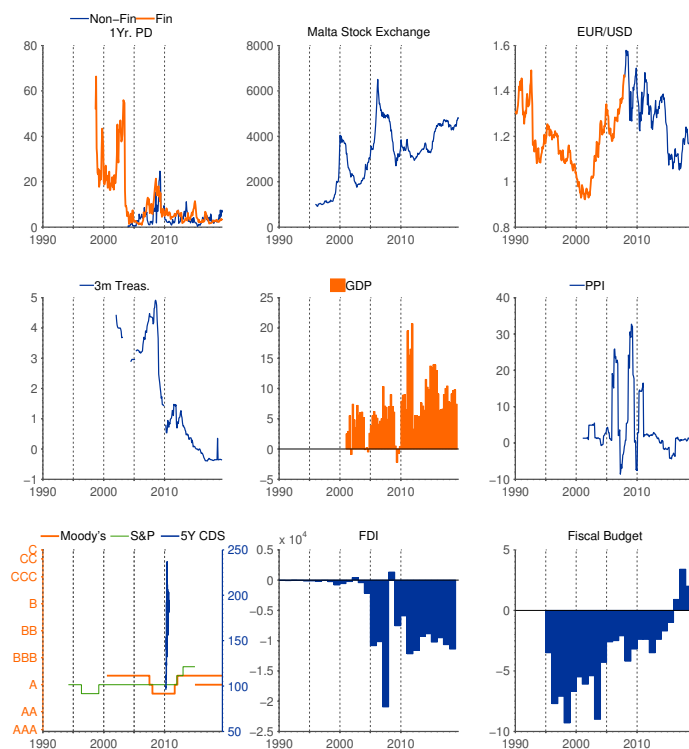 Non−Fin Fin
1Yr. PD
Malta Stock Exchange
EUR/USD
80
60
40
20
0
1990 2000 2010
8000
6000
4000
2000
0
1990 2000 2010
1.6
1.4
1.2
1
0.8
1990 2000 2010
3m Treas.
GDP
PPI
5
4
3
2
1
0
−1
1990 2000 2010
25
20
15
10
5
0
−5
1990 2000 2010
40
30
20
10
0
−10
1990 2000 2010
Moody's S&P 5Y CDS
FDI
Fiscal Budget
C
CC
CCC
B
BB
BBB
A
AA
AAA
250
200
150
100
50
1990 2000 2010
x 10⁴
0.5
0
−0.5
−1
−1.5
−2
−2.5
1990 2000 2010
5
0
−5
−10
1990 2000 2010